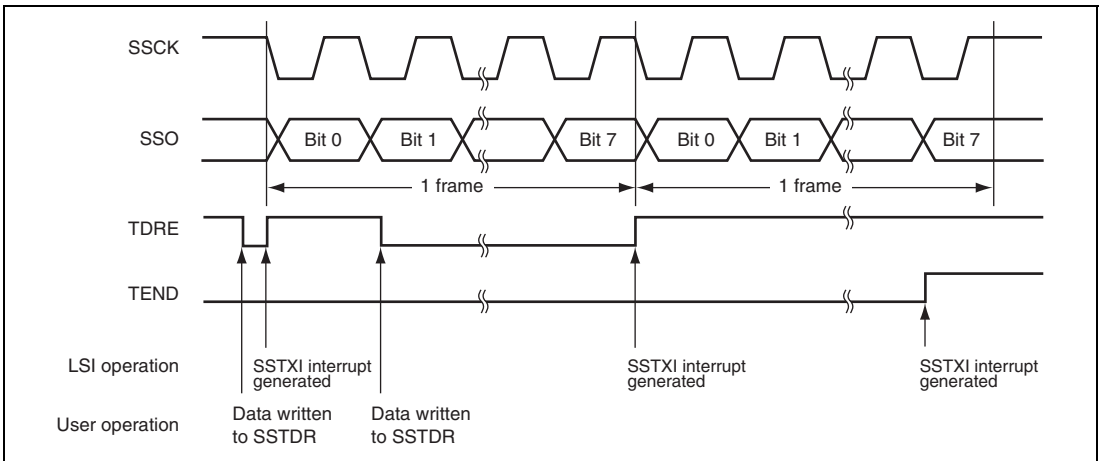 SSCK
SSO
Bit 0
Bit 1
Bit 7
Bit 0
Bit 1
Bit 7
1 frame
1 frame
TDRE
TEND
LSI operation
SSTXI interrupt
generated
SSTXI interrupt
generated
SSTXI interrupt
generated
User operation
Data written
to SSTDR
Data written
to SSTDR